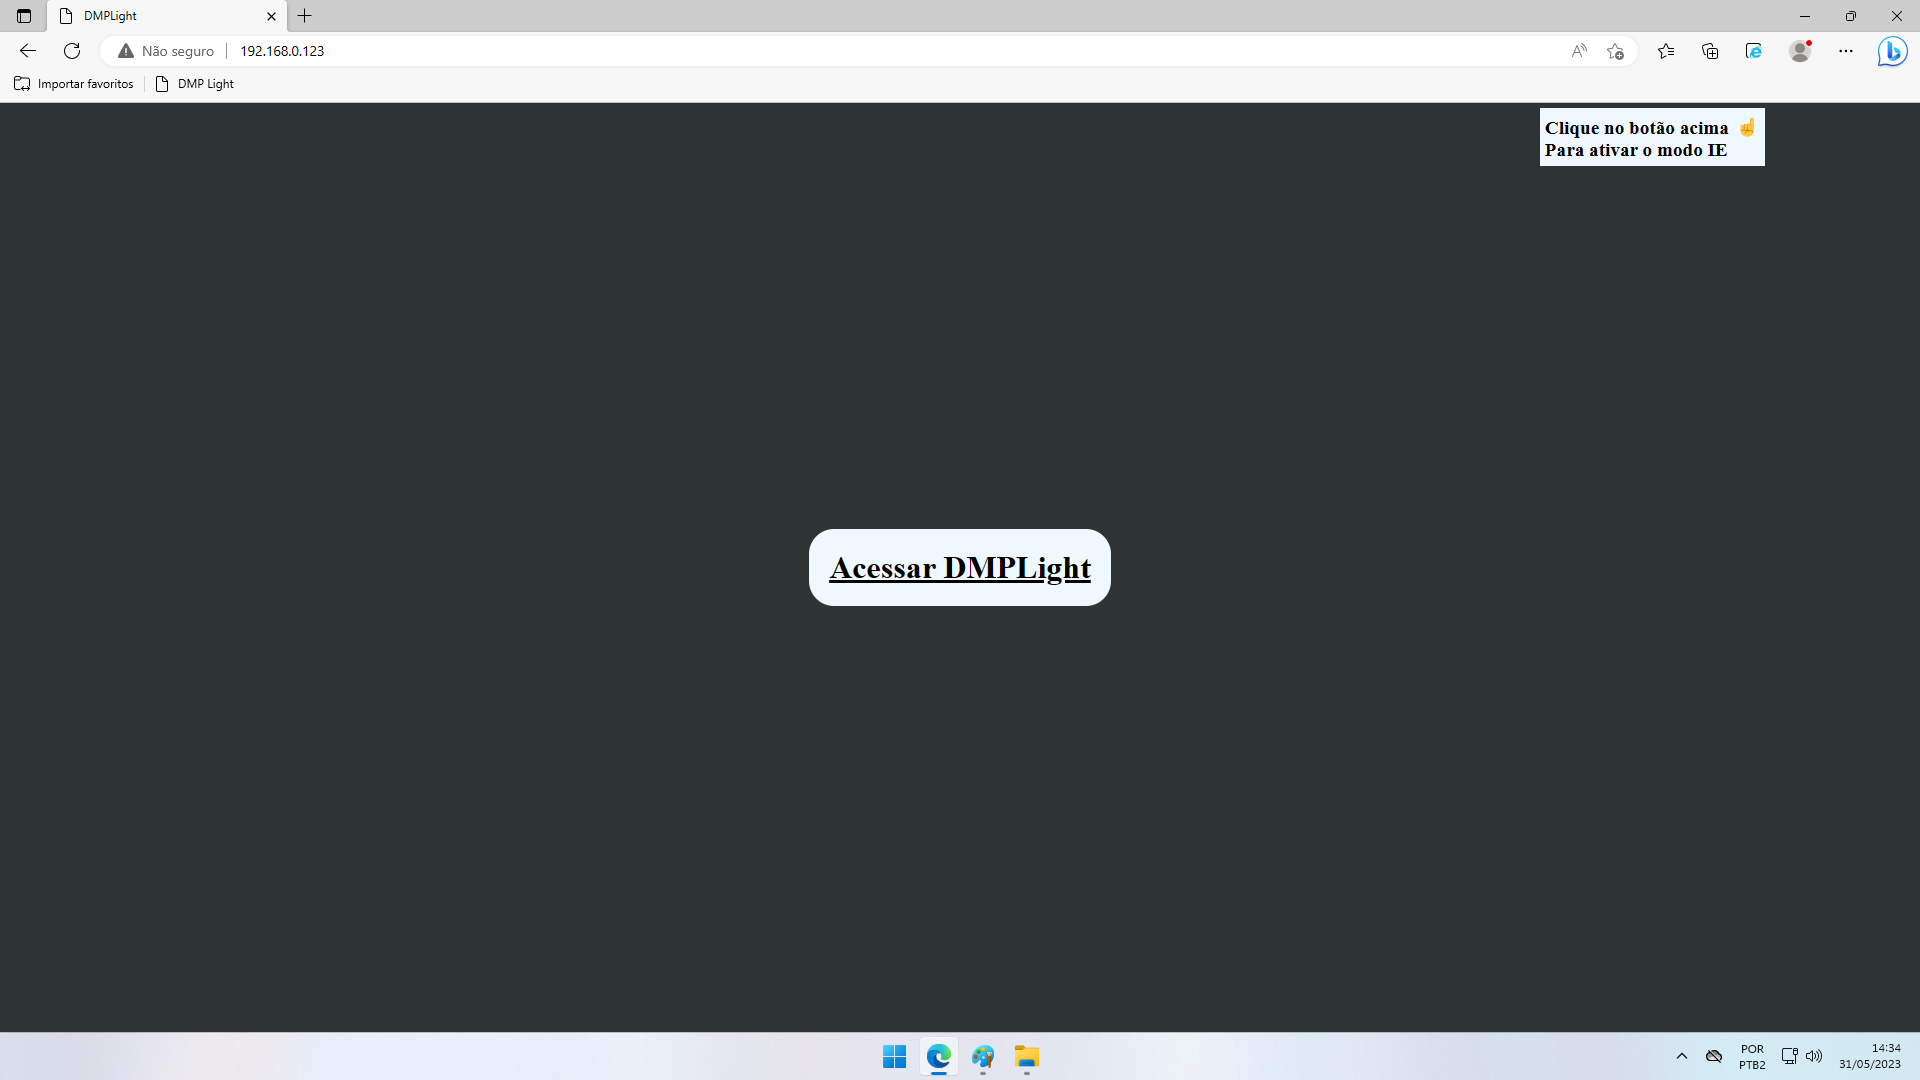 DMPLight
Não seguro
192.168.0.123
Importar favoritos
DMP Light
Clique no botão acima ☝
Para ativar o modo IE
Acessar DMPLight
POR
PTB2
14:34
31/05/2023